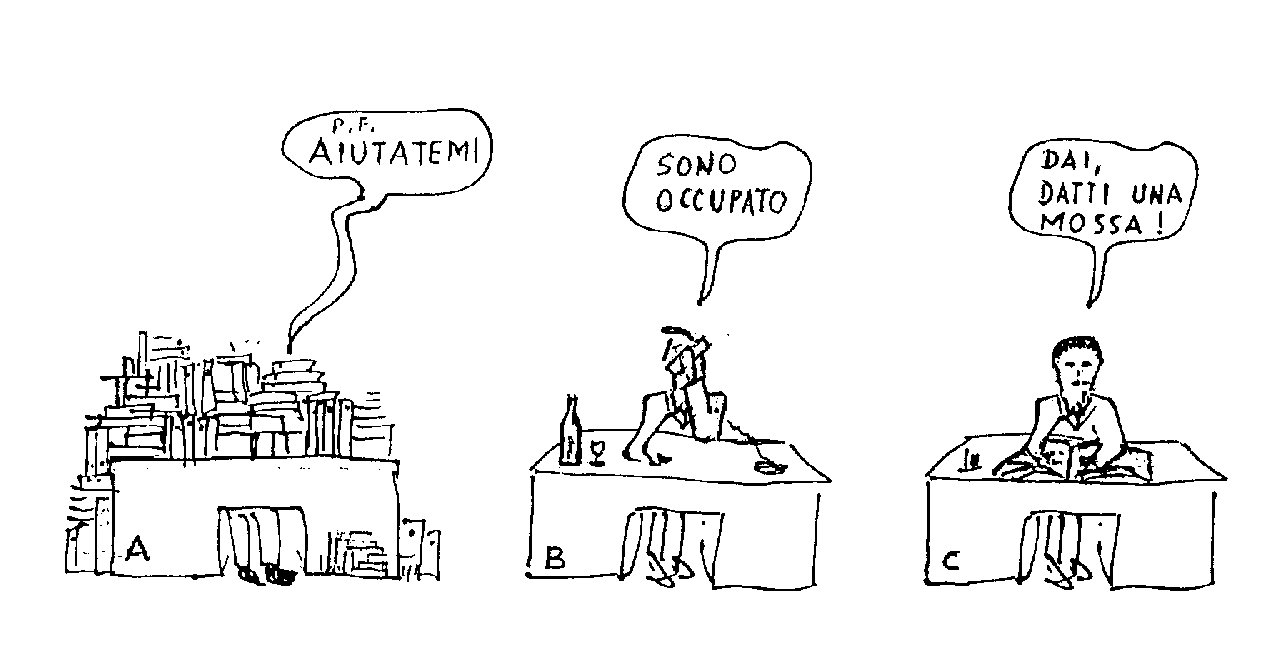 P.F.
AIUTATEMI
SONO
OCCUPATO
DAI,
DATTI UNA
MOSSA!
A
B
C